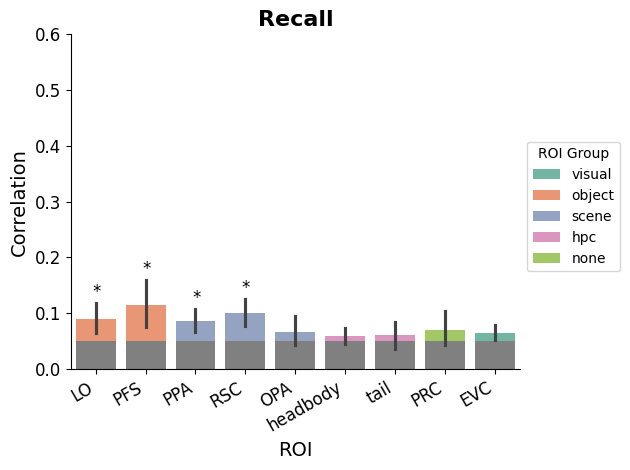 Recall
Correlation
0.6
0.5
0.4
0.3
0.2
0.1
0.0
*
*
*
*
LO
PFS
PPA
RSC
OPA
headbody
tail
PRC
EVC
ROI
ROI Group
visual
object
scene
hpc
none